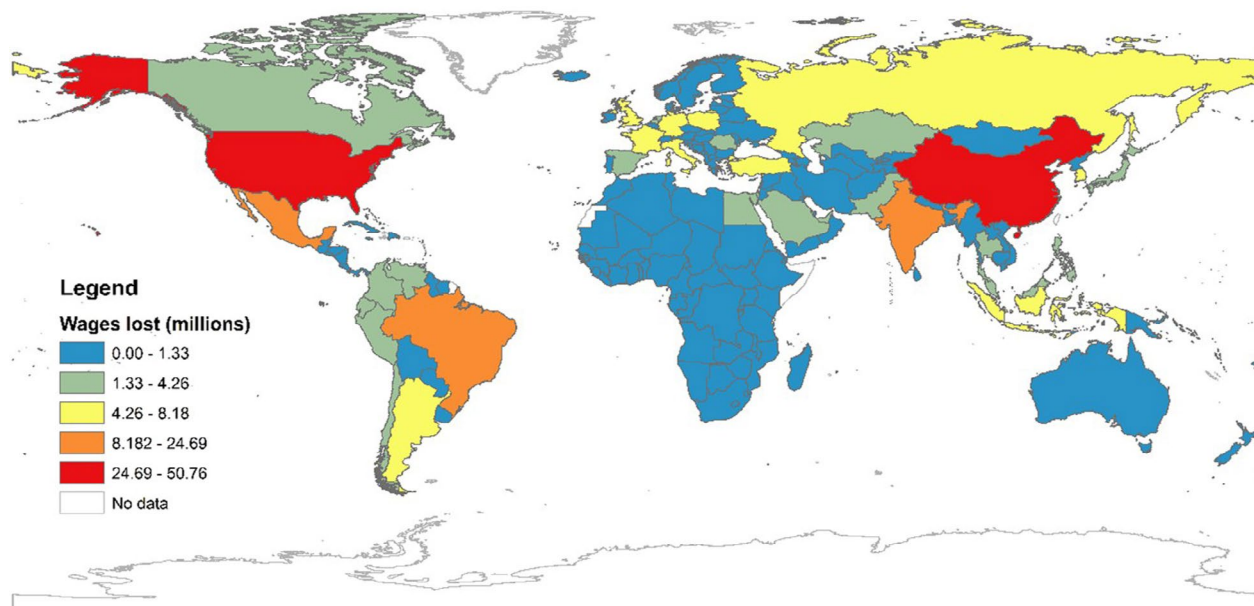 Legend
Wages lost (millions)
0.00 - 1.33
1.33 - 4.26
4.26 - 8.18
8.182 - 24.69
24.69 - 50.76
No data